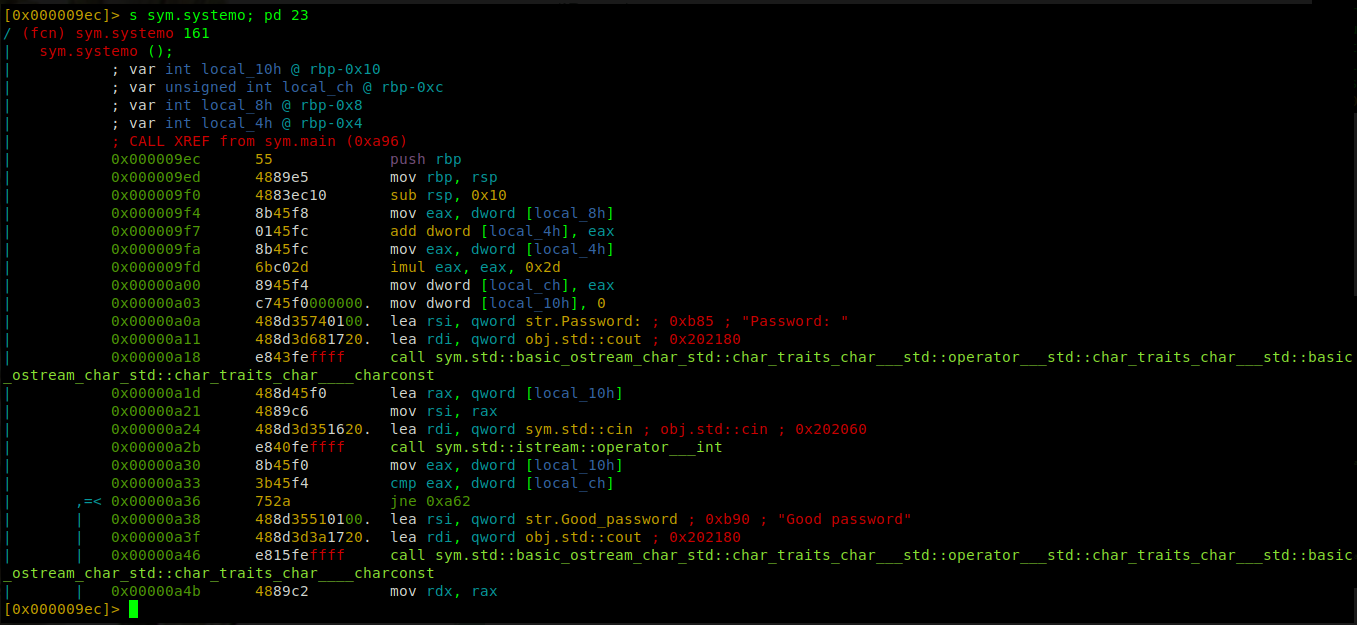 [0x000009ec]> s sym.systemo; pd 23
/ (fcn) sym.systemo 161
|   sym.systemo ();
|           ; var int local_10h @ rbp-0x10
|           ; var unsigned int local_ch @ rbp-0xc
|           ; var int local_8h @ rbp-0x8
|           ; var int local_4h @ rbp-0x4
|           ; CALL XREF from sym.main (0xa96)
|           0x000009ec      55             push rbp
|           0x000009ed      4889e5         mov rbp, rsp
|           0x000009f0      4883ec10       sub rsp, 0x10
|           0x000009f4      8b45f8         mov eax, dword [local_8h]
|           0x000009f7      0145fc         add dword [local_4h], eax
|           0x000009fa      8b45fc         mov eax, dword [local_4h]
|           0x000009fd      6bc02d         imul eax, eax, 0x2d
|           0x00000a00      8945f4         mov dword [local_ch], eax
|           0x00000a03      c745f0000000.  mov dword [local_10h], 0
|           0x00000a0a      488d35740100.  lea rsi, qword str.Password: ; 0xb85 ; "Password: "
|           0x00000a11      488d3d681720.  lea rdi, qword obj.std::cout ; 0x202180
|           0x00000a18      e843feffff     call sym.std::basic_ostream_char_std::char_traits_char___std::operator___std::char_traits_char___std::basic
_ostream_char_std::char_traits_char____charconst
|           0x00000a1d      488d45f0       lea rax, qword [local_10h]
|           0x00000a21      4889c6         mov rsi, rax
|           0x00000a24      488d3d351620.  lea rdi, qword sym.std::cin ; obj.std::cin ; 0x202060
|           0x00000a2b      e840feffff     call sym.std::istream::operator___int
|           0x00000a30      8b45f0         mov eax, dword [local_10h]
|           0x00000a33      3b45f4         cmp eax, dword [local_ch]
|       ,=< 0x00000a36      752a           jne 0xa62
|       |   0x00000a38      488d35510100.  lea rsi, qword str.Good_password ; 0xb90 ; "Good password"
|       |   0x00000a3f      488d3d3a1720.  lea rdi, qword obj.std::cout ; 0x202180
|       |   0x00000a46      e815feffff     call sym.std::basic_ostream_char_std::char_traits_char___std::operator___std::char_traits_char___std::basic
_ostream_char_std::char_traits_char____charconst
|       |   0x00000a4b      4889c2         mov rdx, rax
[0x000009ec]>